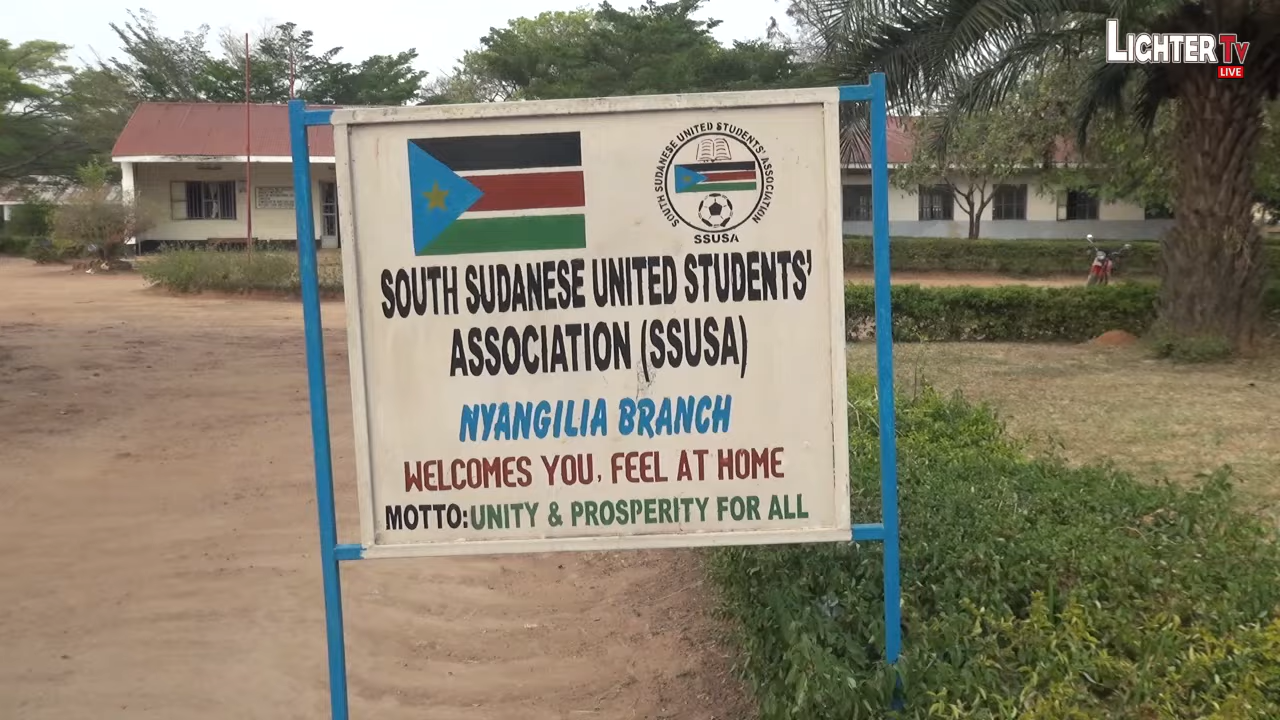 LICHTER TV
LIVE
SOUTH SUDANESE UNITED STUDENTS' ASSOCIATION
SSUSA
SOUTH SUDANESE UNITED STUDENTS'
ASSOCIATION (SSUSA)
NYANGILIA BRANCH
WELCOMES YOU, FEEL AT HOME
MOTTO: UNITY & PROSPERITY FOR ALL